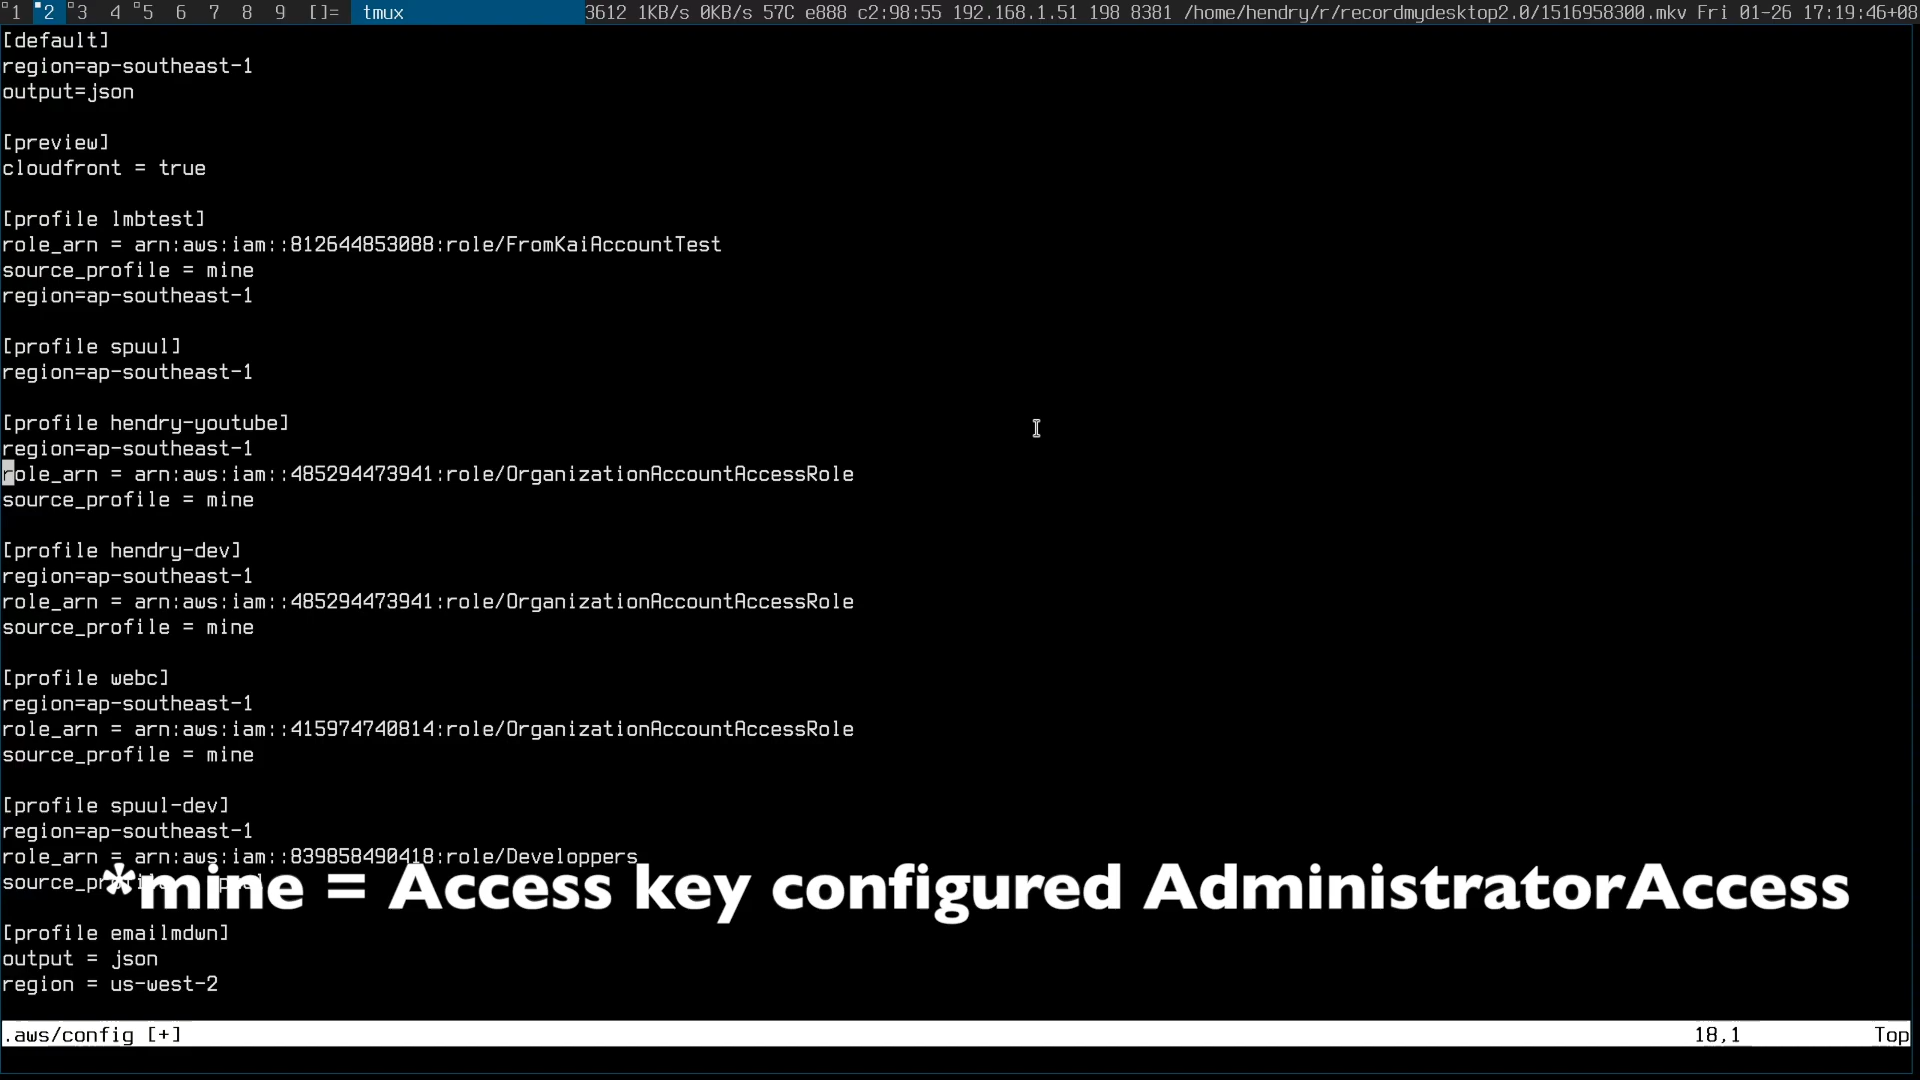 1 2 3 4 5 6 7 8 9 []= tmux 3612 1KB/s 0KB/s 57C e888 c2:98:55 192.168.1.51 198 8381 /home/hendry/r/recordmydesktop2.0/1516958300.mkv Fri 01-26 17:19:46+08
[default]
region=ap-southeast-1
output=json
[preview]
cloudfront = true
[profile lmbtest]
role_arn = arn:aws:iam::812644853088:role/FromKaiAccountTest
source_profile = mine
region=ap-southeast-1
[profile spuul]
region=ap-southeast-1
[profile hendry-youtube]
region=ap-southeast-1
role_arn = arn:aws:iam::485294473941:role/OrganizationAccountAccessRole
source_profile = mine
[profile hendry-dev]
region=ap-southeast-1
role_arn = arn:aws:iam::485294473941:role/OrganizationAccountAccessRole
source_profile = mine
[profile webc]
region=ap-southeast-1
role_arn = arn:aws:iam::415974740814:role/OrganizationAccountAccessRole
source_profile = mine
[profile spuul-dev]
region=ap-southeast-1
role_arn = arn:aws:iam::839858490418:role/Developpers
*mine = Access key configured AdministratorAccess
[profile emailmdwn]
output = json
region = us-west-2
.aws/config [+] 18,1 Top